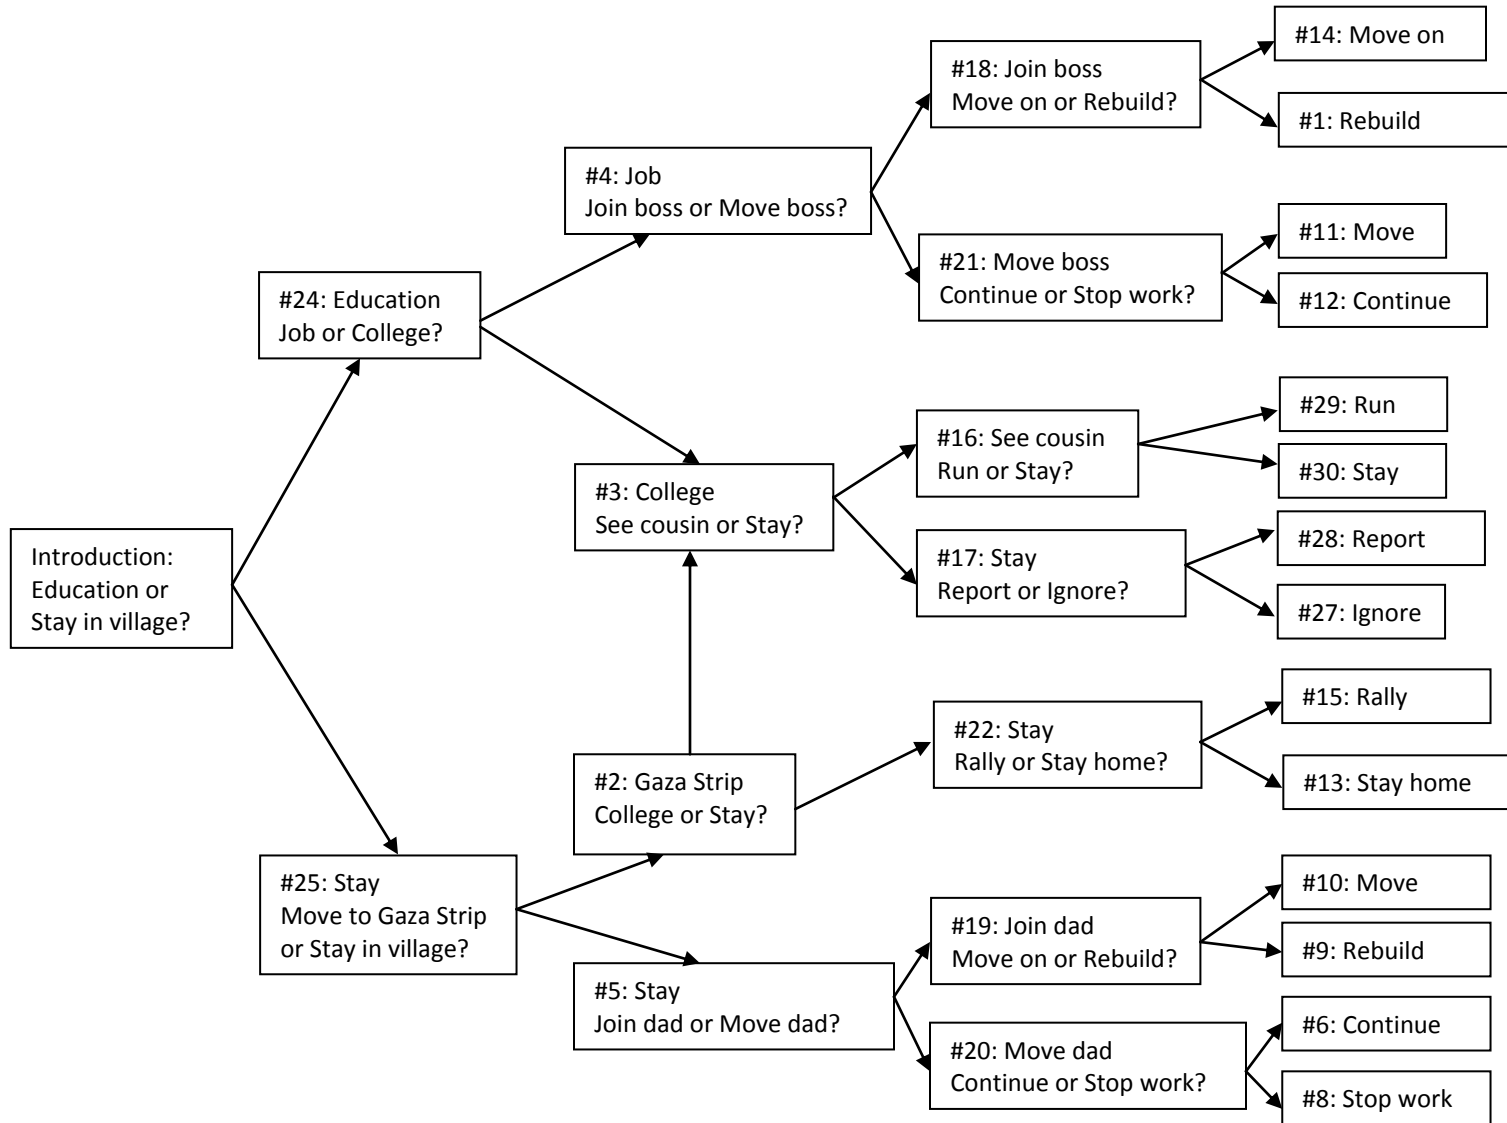 #14: Move on
#18: Join boss
Move on or Rebuild?
#1: Rebuild
#4: Job
Join boss or Move boss?
#11: Move
#21: Move boss
Continue or Stop work?
#12: Continue
#24: Education
Job or College?
#29: Run
#16: See cousin
Run or Stay?
#30: Stay
#3: College
See cousin or Stay?
#28: Report
#17: Stay
Report or Ignore?
#27: Ignore
Introduction:
Education or
Stay in village?
#15: Rally
#22: Stay
Rally or Stay home?
#13: Stay home
#2: Gaza Strip
College or Stay?
#25: Stay
Move to Gaza Strip
or Stay in village?
#10: Move
#19: Join dad
Move on or Rebuild?
#9: Rebuild
#5: Stay
Join dad or Move dad?
#6: Continue
#20: Move dad
Continue or Stop work?
#8: Stop work